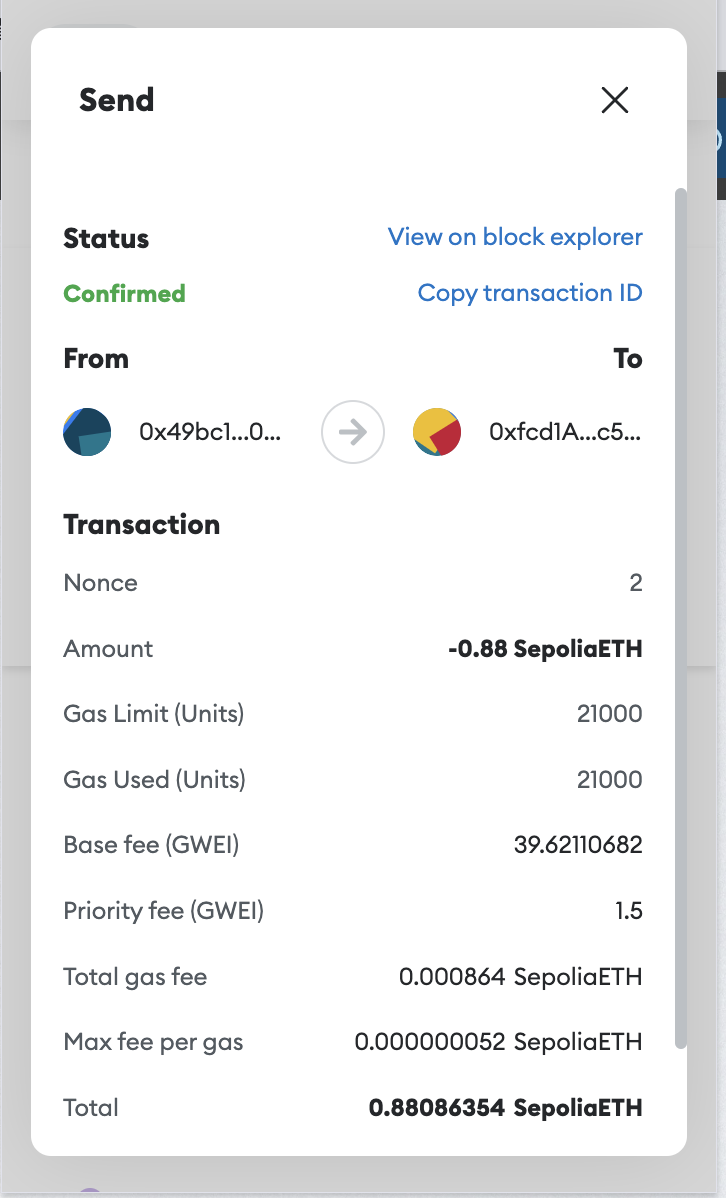 Send
Status View on block explorer
Confirmed Copy transaction ID
From To
0x49bc1...0... 0xfcd1A...c5...
Transaction
Nonce 2
Amount -0.88 SepoliaETH
Gas Limit (Units) 21000
Gas Used (Units) 21000
Base fee (GWEI) 39.62110682
Priority fee (GWEI) 1.5
Total gas fee 0.000864 SepoliaETH
Max fee per gas 0.000000052 SepoliaETH
Total 0.88086354 SepoliaETH